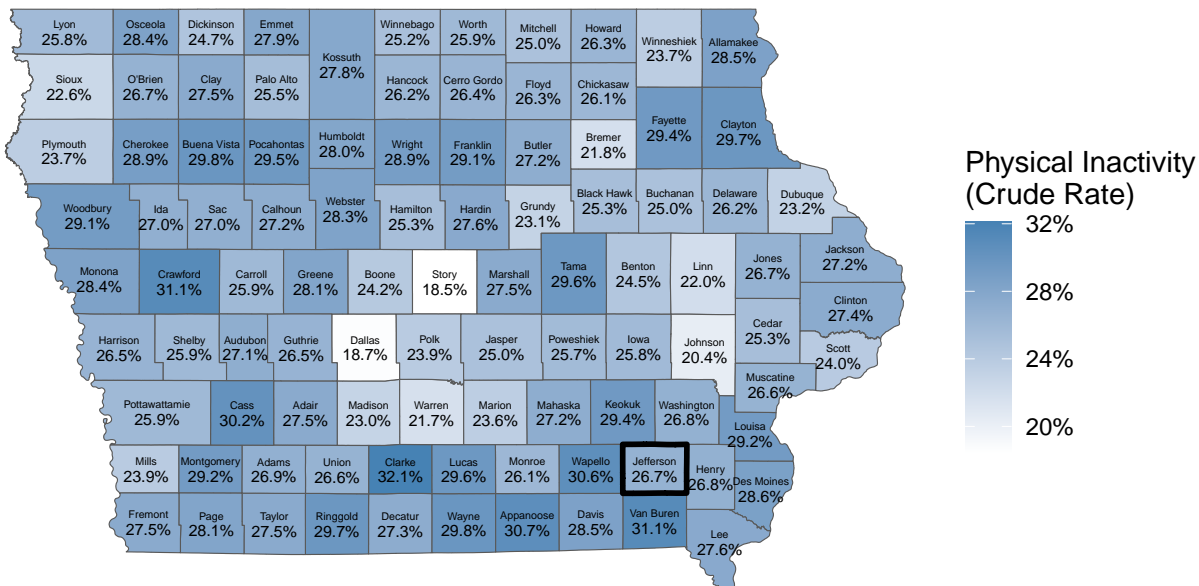 Lyon
25.8%
Osceola
28.4%
Dickinson
24.7%
Emmet
27.9%
Kossuth
27.8%
Winnebago
25.2%
Worth
25.9%
Mitchell
25.0%
Howard
26.3%
Winneshiek
23.7%
Allamakee
28.5%
Sioux
22.6%
O'Brien
26.7%
Clay
27.5%
Palo Alto
25.5%
Hancock
26.2%
Cerro Gordo
26.4%
Floyd
26.3%
Chickasaw
26.1%
Fayette
29.4%
Clayton
29.7%
Plymouth
23.7%
Cherokee
28.9%
Buena Vista
29.8%
Pocahontas
29.5%
Humboldt
28.0%
Wright
28.9%
Franklin
29.1%
Butler
27.2%
Bremer
21.8%
Woodbury
29.1%
Ida
27.0%
Sac
27.0%
Calhoun
27.2%
Webster
28.3%
Hamilton
25.3%
Hardin
27.6%
Grundy
23.1%
Black Hawk
25.3%
Buchanan
25.0%
Delaware
26.2%
Dubuque
23.2%
Monona
28.4%
Crawford
31.1%
Carroll
25.9%
Greene
28.1%
Boone
24.2%
Story
18.5%
Marshall
27.5%
Tama
29.6%
Benton
24.5%
Linn
22.0%
Jones
26.7%
Jackson
27.2%
Clinton
27.4%
Harrison
26.5%
Shelby
25.9%
Audubon
27.1%
Guthrie
26.5%
Dallas
18.7%
Polk
23.9%
Jasper
25.0%
Poweshiek
25.7%
Iowa
25.8%
Johnson
20.4%
Cedar
25.3%
Scott
24.0%
Muscatine
26.6%
Pottawattamie
25.9%
Cass
30.2%
Adair
27.5%
Madison
23.0%
Warren
21.7%
Marion
23.6%
Mahaska
27.2%
Keokuk
29.4%
Washington
26.8%
Louisa
29.2%
Mills
23.9%
Montgomery
29.2%
Adams
26.9%
Union
26.6%
Clarke
32.1%
Lucas
29.6%
Monroe
26.1%
Wapello
30.6%
Jefferson
26.7%
Henry
26.8%
Des Moines
28.6%
Fremont
27.5%
Page
28.1%
Taylor
27.5%
Ringgold
29.7%
Decatur
27.3%
Wayne
29.8%
Appanoose
30.7%
Davis
28.5%
Van Buren
31.1%
Lee
27.6%
Physical Inactivity
(Crude Rate)
32%
28%
24%
20%